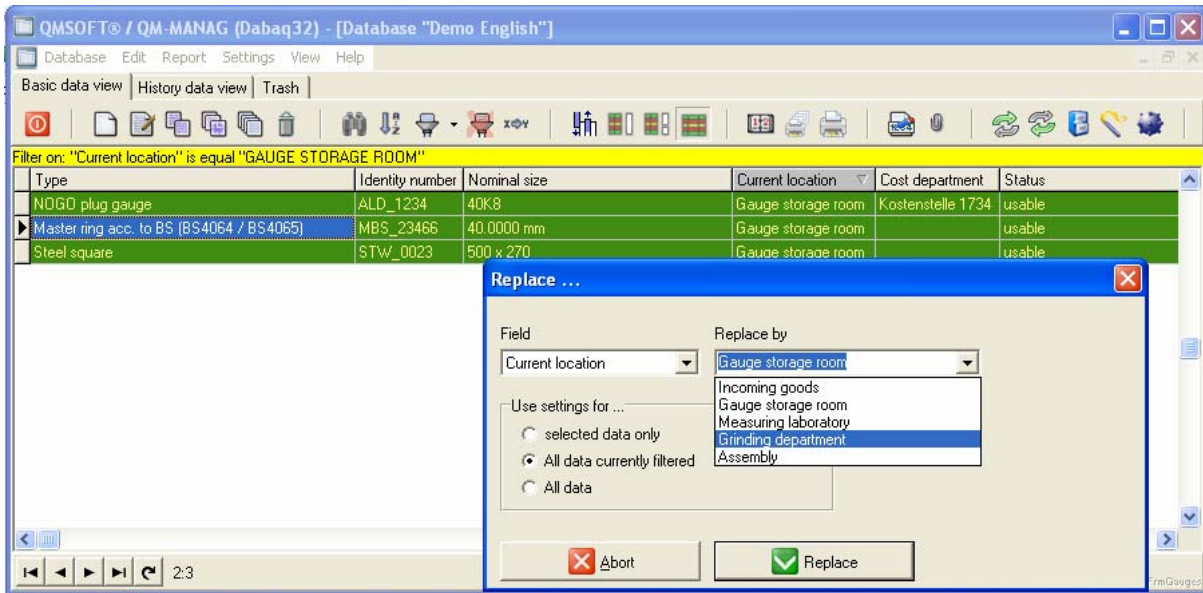 QMSOFT® / QM-MANAG (Dabaq32) - [Database "Demo English"]
Database Edit Report Settings View Help
Basic data view History data view Trash
Filter on: "Current location" is equal "GAUGE STORAGE ROOM"
Type Identity number Nominal size Current location Cost department Status
NOGO plug gauge ALD_1234 40K8 Gauge storage room Kostenstelle 1734 usable
Master ring acc. to BS (BS4064 / BS4065) MBS_23466 40.0000 mm Gauge storage room usable
Steel square STW_0023 500 x 270 Gauge storage room usable
Replace ...
Field Replace by
Current location Gauge storage room
Incoming goods
Use settings for ... Gauge storage room
Measuring laboratory
selected data only Grinding department
All data currently filtered Assembly
All data
Abort Replace
2:3
FrmGauges